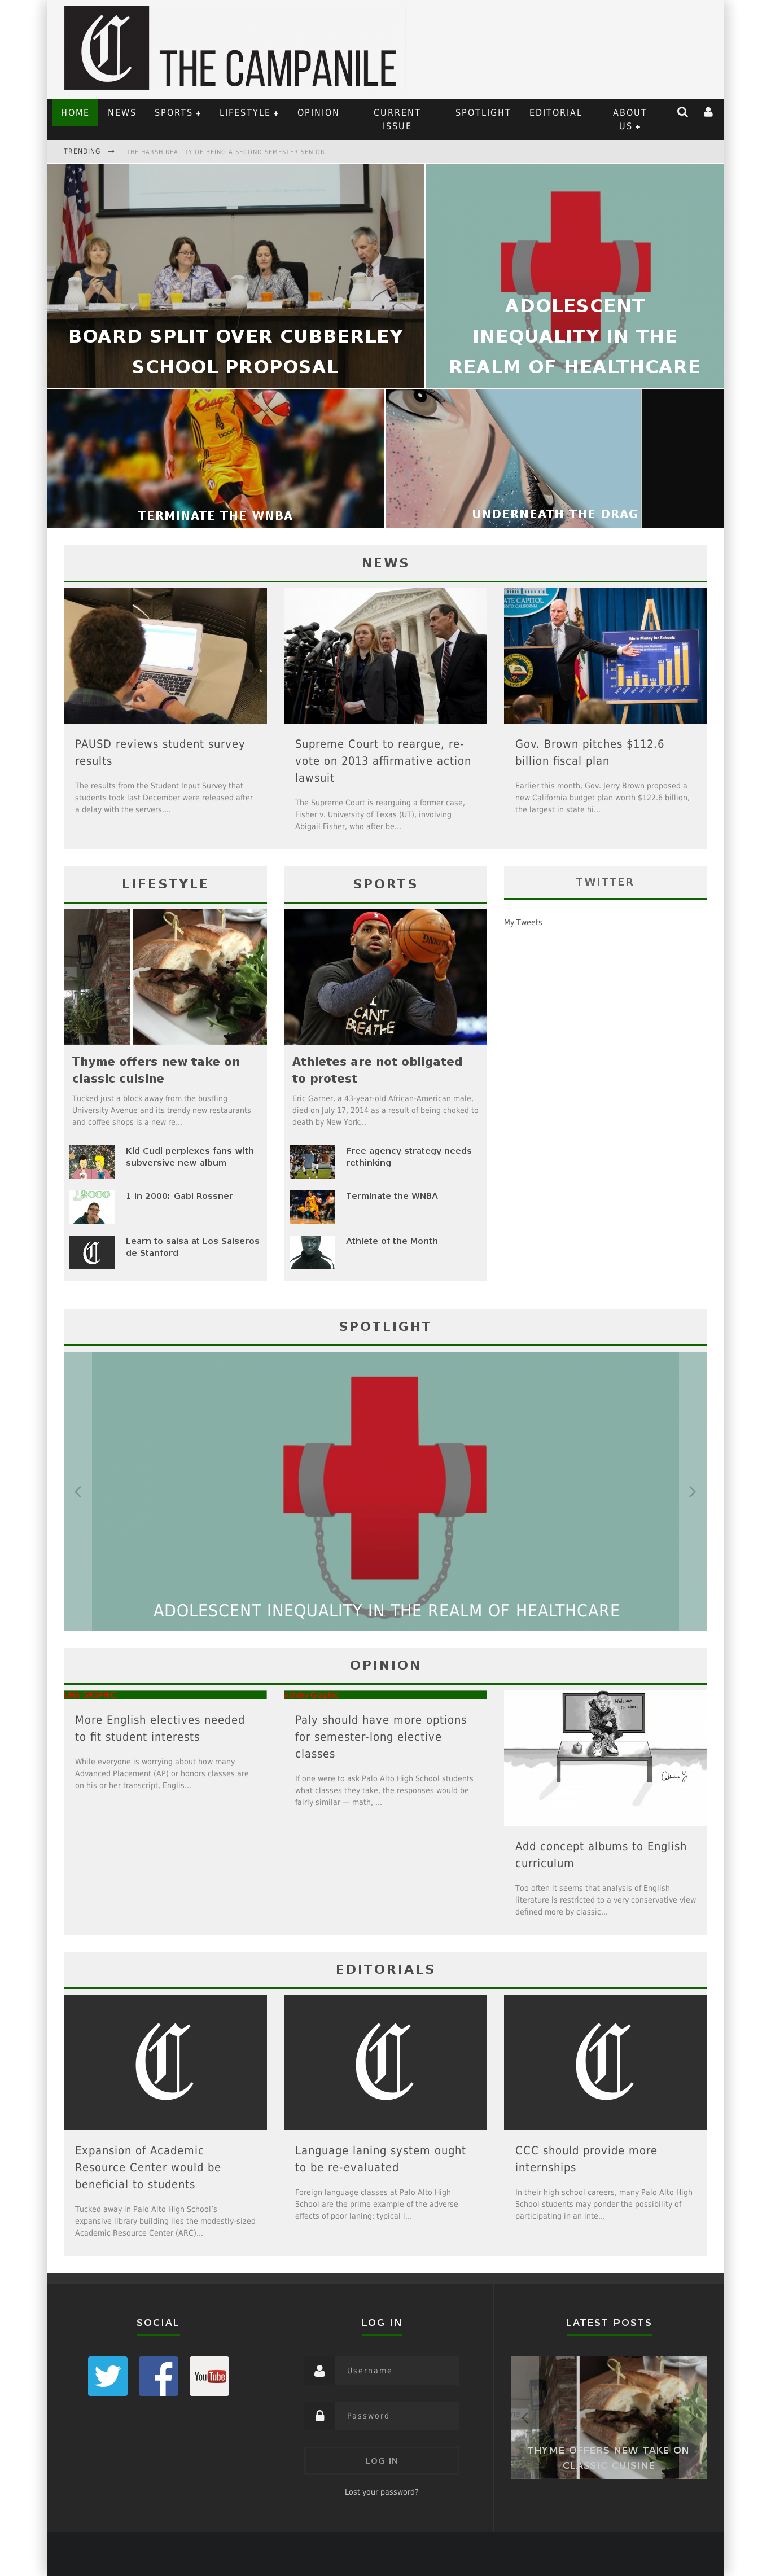 C THE CAMPANILE
HOME NEWS SPORTS + LIFESTYLE + OPINION CURRENT ISSUE SPOTLIGHT EDITORIAL ABOUT US +
TRENDING THE HARSH REALITY OF BEING A SECOND SEMESTER SENIOR
BOARD SPLIT OVER CUBBERLEY
SCHOOL PROPOSAL
ADOLESCENT
INEQUALITY IN THE
REALM OF HEALTHCARE
TERMINATE THE WNBA
UNDERNEATH THE DRAG
NEWS
PAUSD reviews student survey
results
The results from the Student Input Survey that
students took last December were released after
a delay with the servers....
Supreme Court to reargue, re-
vote on 2013 affirmative action
lawsuit
The Supreme Court is rearguing a former case,
Fisher v. University of Texas (UT), involving
Abigail Fisher, who after be...
More Money for Schools
Gov. Brown pitches $112.6
billion fiscal plan
Earlier this month, Gov. Jerry Brown proposed a
new California budget plan worth $122.6 billion,
the largest in state hi...
LIFESTYLE
Thyme offers new take on
classic cuisine
Tucked just a block away from the bustling
University Avenue and its trendy new restaurants
and coffee shops is a new re...
Kid Cudi perplexes fans with
subversive new album
2000
1 in 2000: Gabi Rossner
C
Learn to salsa at Los Salseros
de Stanford
SPORTS
I
CAN'T
BREATHE
Athletes are not obligated
to protest
Eric Garner, a 43-year-old African-American male,
died on July 17, 2014 as a result of being choked to
death by New York...
Free agency strategy needs
rethinking
Terminate the WNBA
Athlete of the Month
TWITTER
My Tweets
SPOTLIGHT
ADOLESCENT INEQUALITY IN THE REALM OF HEALTHCARE
OPINION
More English electives needed
to fit student interests
While everyone is worrying about how many
Advanced Placement (AP) or honors classes are
on his or her transcript, Englis...
Paly should have more options
for semester-long elective
classes
If one were to ask Palo Alto High School students
what classes they take, the responses would be
fairly similar — math, ...
Welcome
to class.
Add concept albums to English
curriculum
Too often it seems that analysis of English
literature is restricted to a very conservative view
defined more by classic...
EDITORIALS
C
Expansion of Academic
Resource Center would be
beneficial to students
Tucked away in Palo Alto High School's
expansive library building lies the modestly-sized
Academic Resource Center (ARC)...
C
Language laning system ought
to be re-evaluated
Foreign language classes at Palo Alto High
School are the prime example of the adverse
effects of poor laning: typical l...
C
CCC should provide more
internships
In their high school careers, many Palo Alto High
School students may ponder the possibility of
participating in an inte...
SOCIAL
f
YouTube
LOG IN
Username
Password
LOG IN
Lost your password?
LATEST POSTS
THYME OFFERS NEW TAKE ON
CLASSIC CUISINE